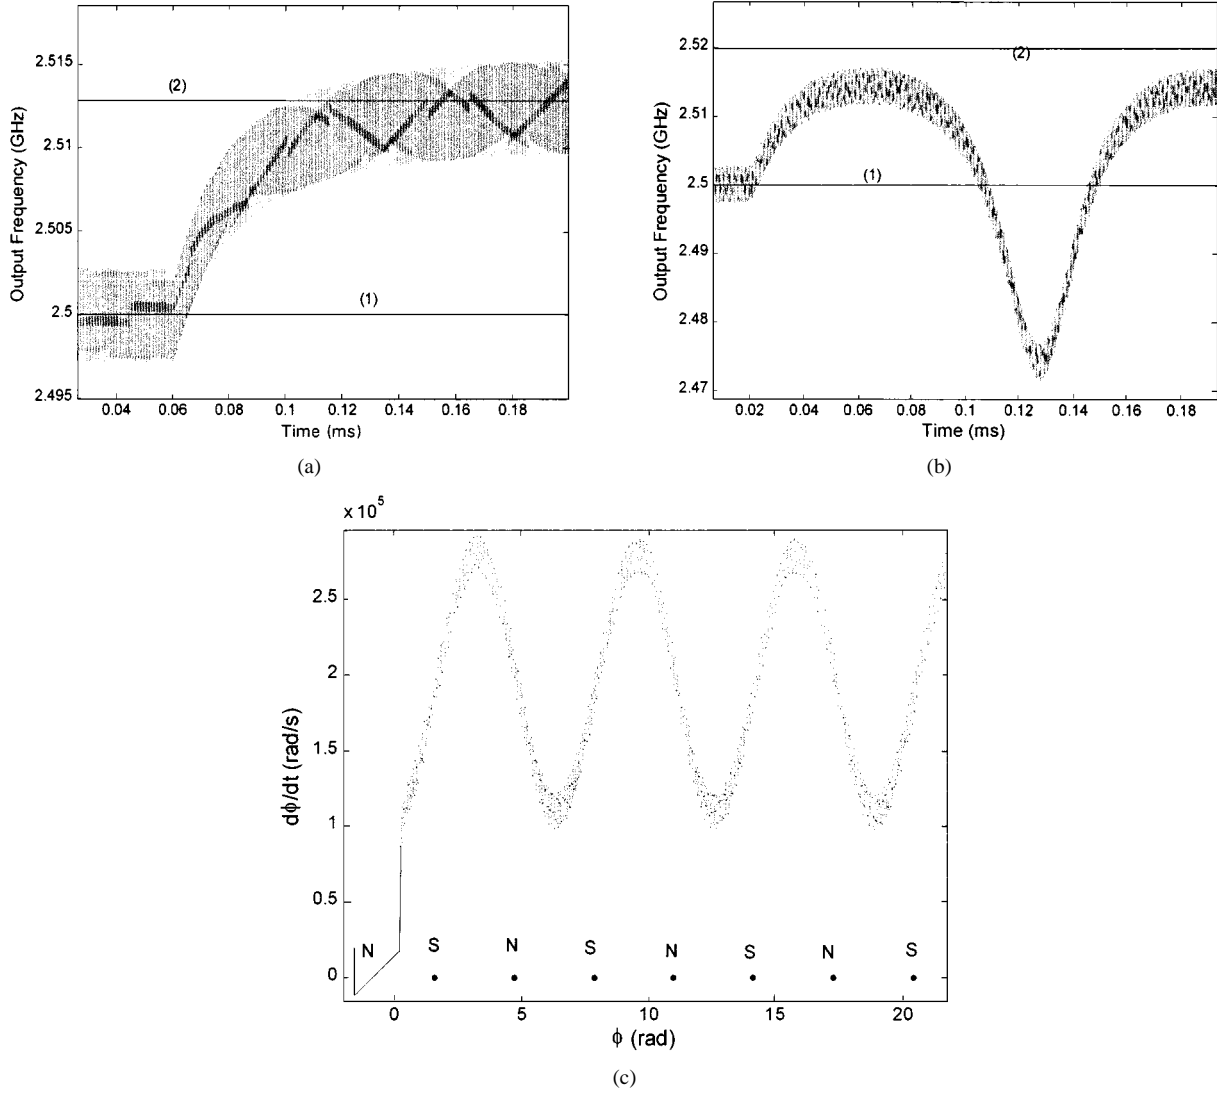 2.515
2.51
2.505
2.5
2.495
Output Frequency (GHz)
(2)
(1)
0.04 0.06 0.08 0.1 0.12 0.14 0.16 0.18
Time (ms)
(a)
2.52
2.51
2.5
2.49
2.48
2.47
Output Frequency (GHz)
(2)
(1)
0.02 0.04 0.06 0.08 0.1 0.12 0.14 0.16 0.18
Time (ms)
(b)
x 10^5
2.5
2
1.5
1
0.5
0
dϕ/dt (rad/s)
N S N S N S N S
0 5 10 15 20
ϕ (rad)
(c)